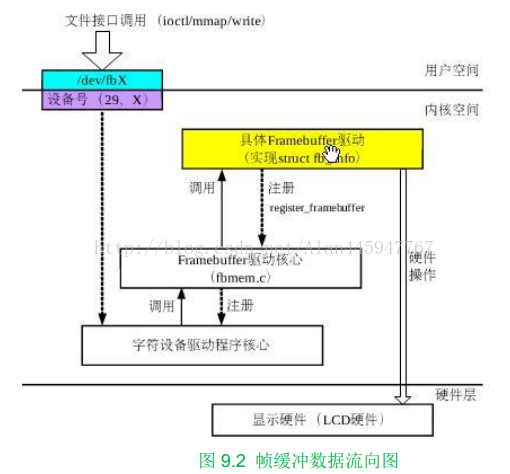 文件接口调用 (ioctl/mmap/write)
/dev/fbX
用户空间
设备号 (29、X)
内核空间
具体Framebuffer驱动
(实现struct fb_info)
调用
注册
register_framebuffer
http://blog.csdn.net/Alan445947767
硬件
操作
Framebuffer驱动核心
(fbmem.c)
调用
注册
字符设备驱动程序核心
硬件层
显示硬件 (LCD硬件)
图 9.2 帧缓冲数据流向图